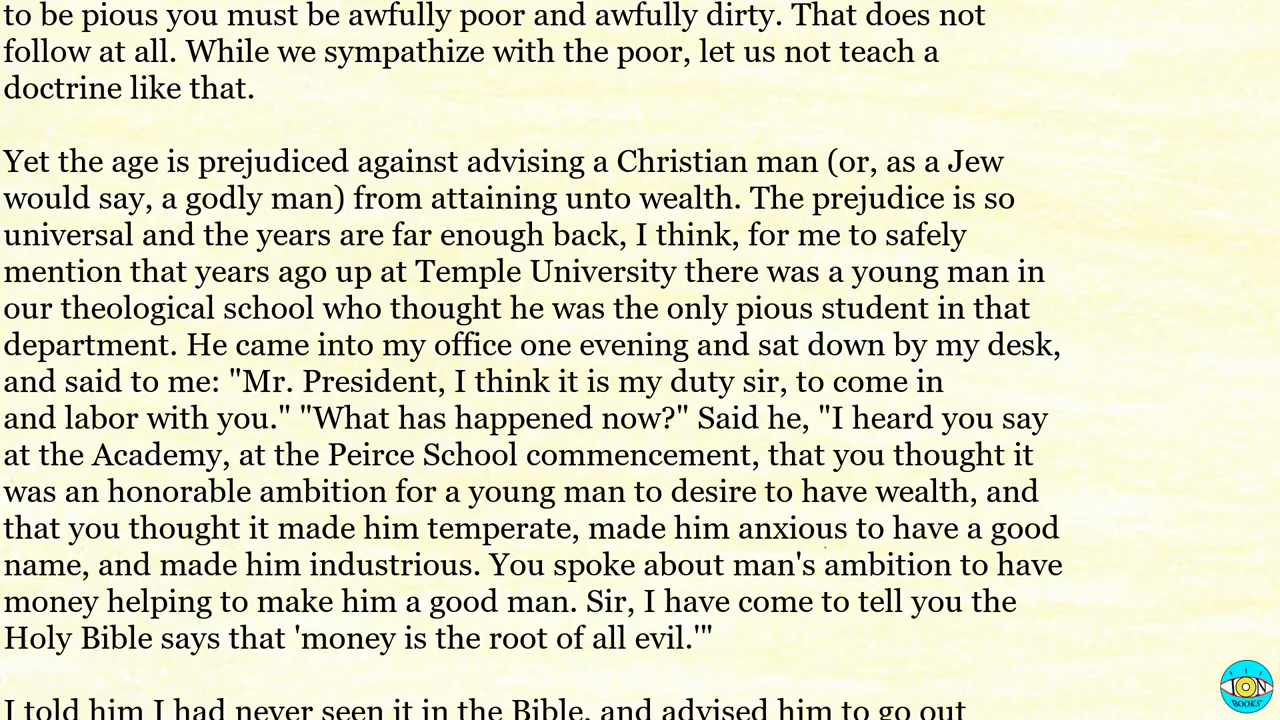 to be pious you must be awfully poor and awfully dirty. That does not
follow at all. While we sympathize with the poor, let us not teach a
doctrine like that.
Yet the age is prejudiced against advising a Christian man (or, as a Jew
would say, a godly man) from attaining unto wealth. The prejudice is so
universal and the years are far enough back, I think, for me to safely
mention that years ago up at Temple University there was a young man in
our theological school who thought he was the only pious student in that
department. He came into my office one evening and sat down by my desk,
and said to me: "Mr. President, I think it is my duty sir, to come in
and labor with you." "What has happened now?" Said he, "I heard you say
at the Academy, at the Peirce School commencement, that you thought it
was an honorable ambition for a young man to desire to have wealth, and
that you thought it made him temperate, made him anxious to have a good
name, and made him industrious. You spoke about man's ambition to have
money helping to make him a good man. Sir, I have come to tell you the
Holy Bible says that 'money is the root of all evil.'"
I told him I had never seen it in the Bible, and advised him to go out
ION
BOOKS